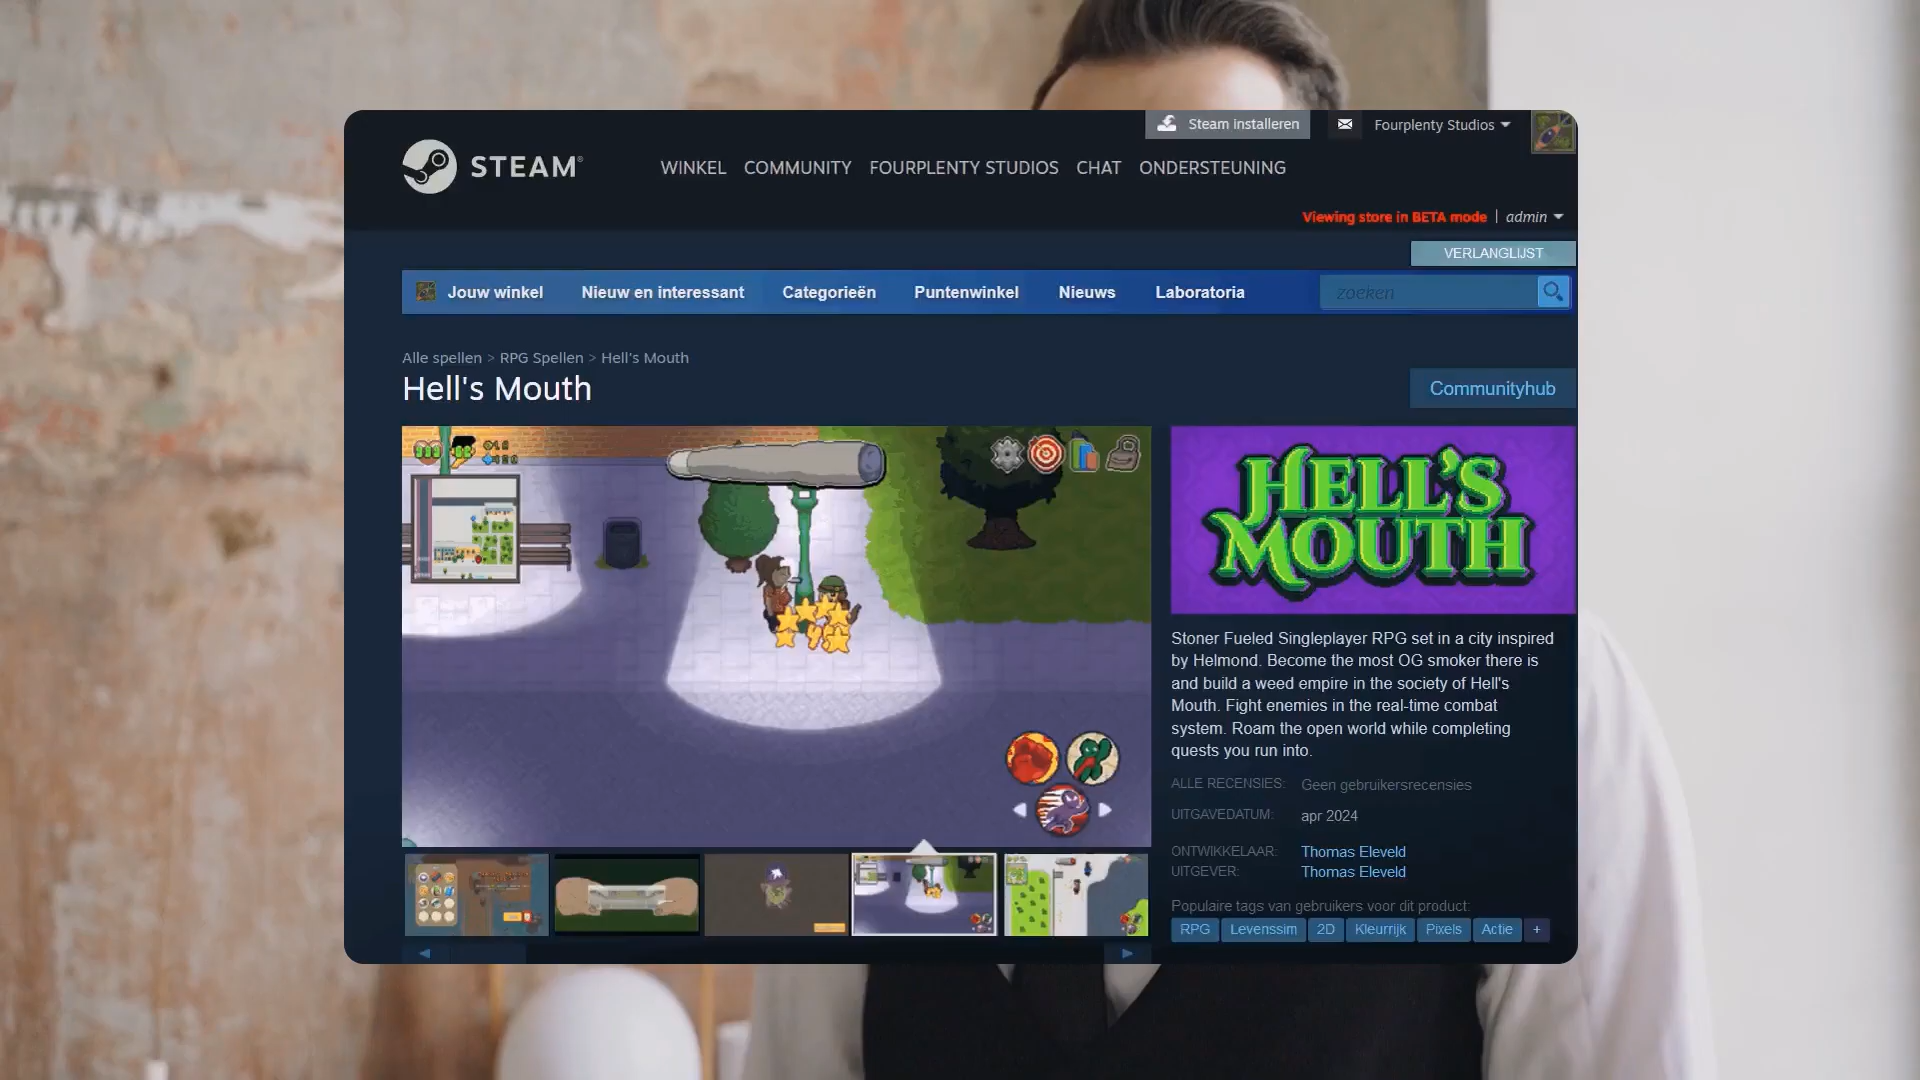 Steam installeren
Fourplenty Studios
STEAM®
WINKEL COMMUNITY FOURPLENTY STUDIOS CHAT ONDERSTEUNING
Viewing store in BETA mode | admin
VERLANGLIJST
Jouw winkel Nieuw en interessant Categorieën Puntenwinkel Nieuws Laboratoria zoeken
Alle spellen > RPG Spellen > Hell's Mouth
Hell's Mouth
Communityhub
HELL'S
MOUTH
Stoner Fueled Singleplayer RPG set in a city inspired
by Helmond. Become the most OG smoker there is
and build a weed empire in the society of Hell's
Mouth. Fight enemies in the real-time combat
system. Roam the open world while completing
quests you run into.
ALLE RECENSIES: Geen gebruikersrecensies
UITGAVEDATUM: apr 2024
ONTWIKKELAAR: Thomas Eleveld
UITGEVER: Thomas Eleveld
Populaire tags van gebruikers voor dit product:
RPG Levenssim 2D Kleurrijk Pixels Actie +